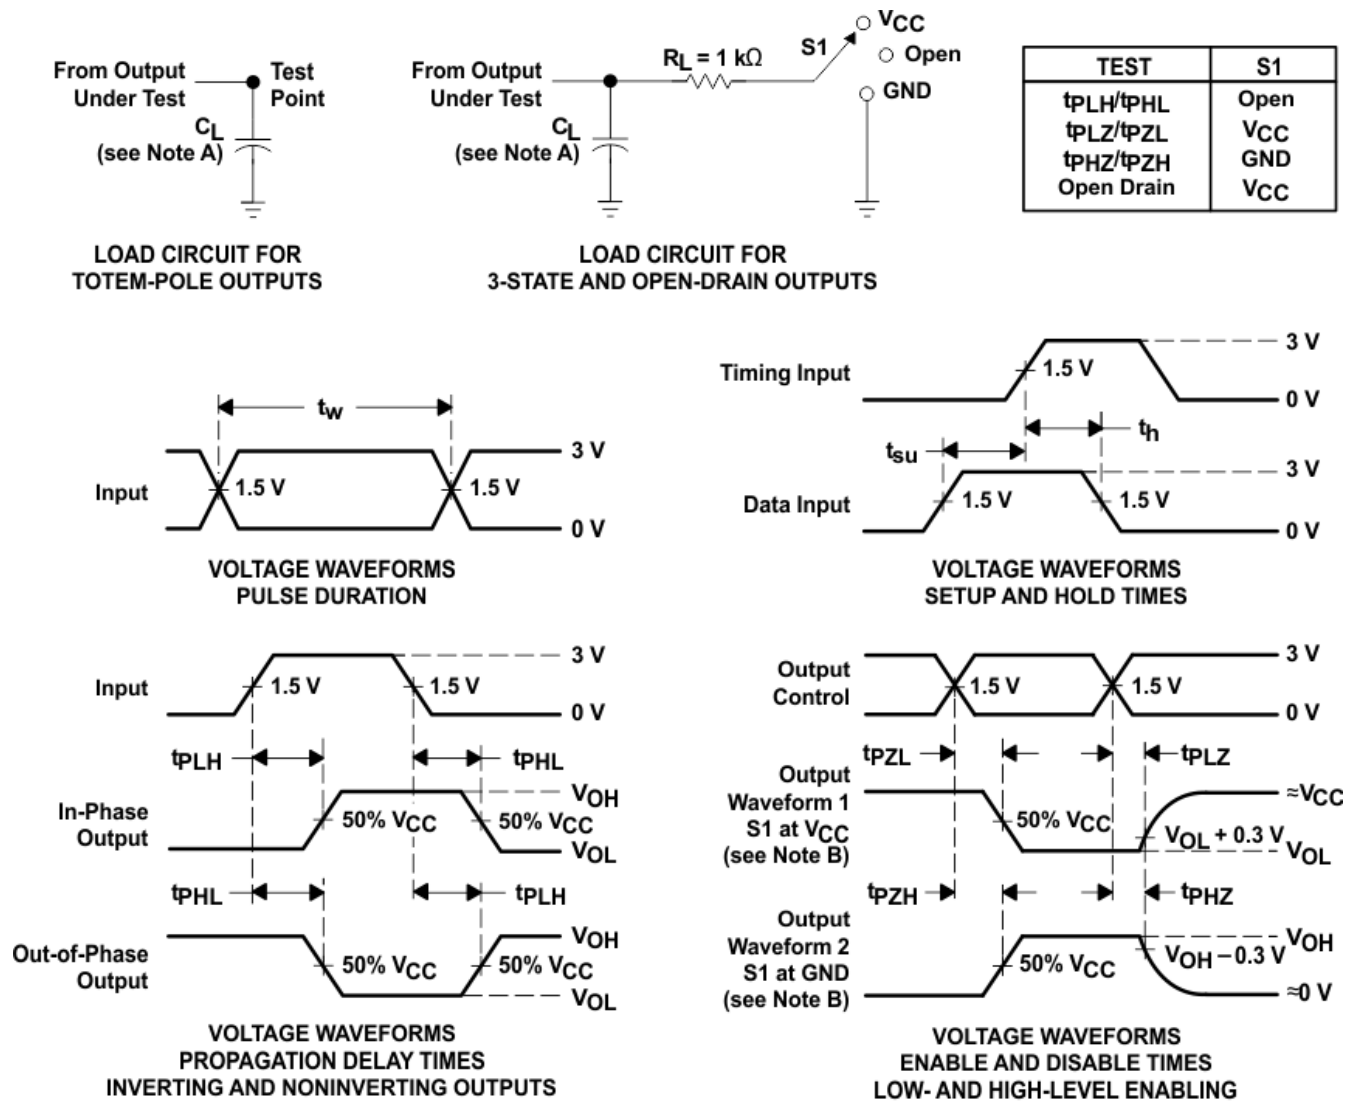 From Output
Under Test
Test
Point
CL
(see Note A)
LOAD CIRCUIT FOR
TOTEM-POLE OUTPUTS
From Output
Under Test
RL = 1 kΩ
S1
VCC
Open
GND
CL
(see Note A)
LOAD CIRCUIT FOR
3-STATE AND OPEN-DRAIN OUTPUTS
TEST S1
tPLH/tPHL Open
tPLZ/tPZL VCC
tPHZ/tPZH GND
Open Drain VCC
tw
Input
1.5 V
1.5 V
3 V
0 V
VOLTAGE WAVEFORMS
PULSE DURATION
Timing Input
1.5 V
3 V
0 V
th
tsu
Data Input
1.5 V
1.5 V
3 V
0 V
VOLTAGE WAVEFORMS
SETUP AND HOLD TIMES
Input
1.5 V
1.5 V
3 V
0 V
tPLH
tPHL
In-Phase
Output
50% VCC
50% VCC
VOH
VOL
tPHL
tPLH
Out-of-Phase
Output
50% VCC
50% VCC
VOH
VOL
VOLTAGE WAVEFORMS
PROPAGATION DELAY TIMES
INVERTING AND NONINVERTING OUTPUTS
Output
Control
1.5 V
1.5 V
3 V
0 V
tPZL
tPLZ
Output
Waveform 1
S1 at VCC
(see Note B)
50% VCC
≈VCC
VOL + 0.3 V
VOL
tPZH
tPHZ
Output
Waveform 2
S1 at GND
(see Note B)
50% VCC
VOH
VOH − 0.3 V
≈0 V
VOLTAGE WAVEFORMS
ENABLE AND DISABLE TIMES
LOW- AND HIGH-LEVEL ENABLING